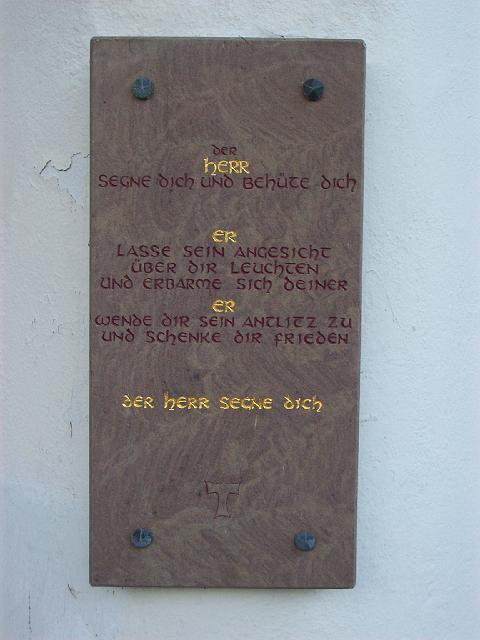 DER
HERR
SEGNE DICH UND BEHÜTE DICH
ER
LASSE SEIN ANGESICHT
ÜBER DIR LEUCHTEN
UND ERBARME SICH DEINER
ER
WENDE DIR SEIN ANTLITZ ZU
UND SCHENKE DIR FRIEDEN
DER HERR SEGNE DICH
T